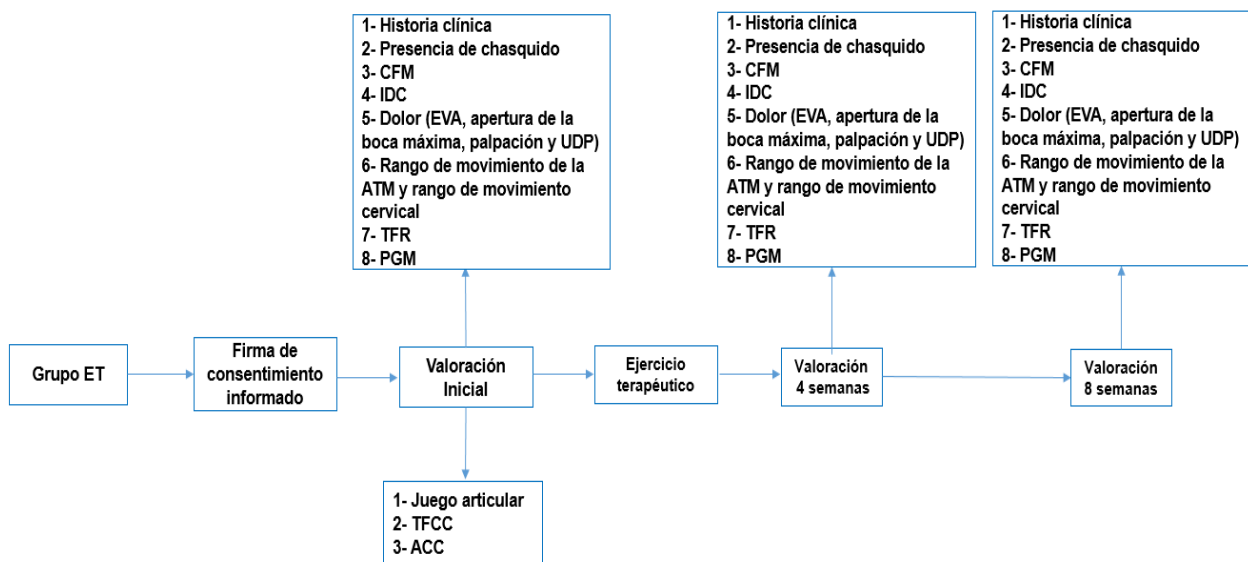 1- Historia clínica
2- Presencia de chasquido
3- CFM
4- IDC
5- Dolor (EVA, apertura de la
boca máxima, palpación y UDP)
6- Rango de movimiento de la
ATM y rango de movimiento
cervical
7- TFR
8- PGM
1- Historia clínica
2- Presencia de chasquido
3- CFM
4- IDC
5- Dolor (EVA, apertura de la
boca máxima, palpación y UDP)
6- Rango de movimiento de la
ATM y rango de movimiento
cervical
7- TFR
8- PGM
1- Historia clínica
2- Presencia de chasquido
3- CFM
4- IDC
5- Dolor (EVA, apertura de la
boca máxima, palpación y UDP)
6- Rango de movimiento de la
ATM y rango de movimiento
cervical
7- TFR
8- PGM
Grupo ET
Firma de
consentimiento
informado
Valoración
Inicial
Ejercicio
terapéutico
Valoración
4 semanas
Valoración
8 semanas
1- Juego articular
2- TFCC
3- ACC